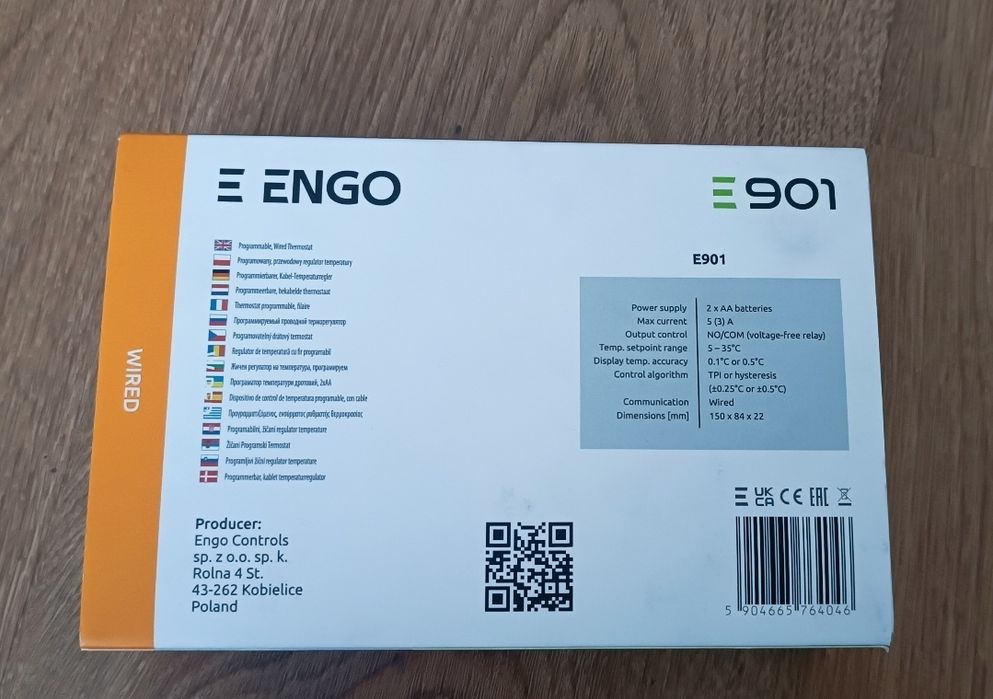 ENGO
E901
Programmable, Wired Thermostat
Programowany, przewodowy regulator temperatury
Programmierbarer, Kabel-Temperaturregler
Programmeerbare, bekabelde thermostaat
Thermostat programmable, filaire
Программируемый проводной терморегулятор
Programovatelný drátový termostat
Regulator de temperatură cu fir programabil
Жичен регулатор на температура, програмируем
Програматор температури дротовий, 2хАА
Dispositivo de control de temperatura programable, con cable
Προγραμματιζόμενος, ενσύρματος ρυθμιστής θερμοκρασίας
Programabilni, žičani regulator temperature
Žičani Programski Termostat
Programljivi žični regulator temperature
Programmerbar, kablet temperaturregulator
WIRED
E901
Power supply 2 x AA batteries
Max current 5 (3) A
Output control NO/COM (voltage-free relay)
Temp. setpoint range 5 – 35°C
Display temp. accuracy 0.1°C or 0.5°C
Control algorithm TPI or hysteresis
(±0.25°C or ±0.5°C)
Communication Wired
Dimensions [mm] 150 x 84 x 22
Producer:
Engo Controls
sp. z o.o. sp. k.
Rolna 4 St.
43-262 Kobielice
Poland
UK CA CE EAC
5 904665 764046